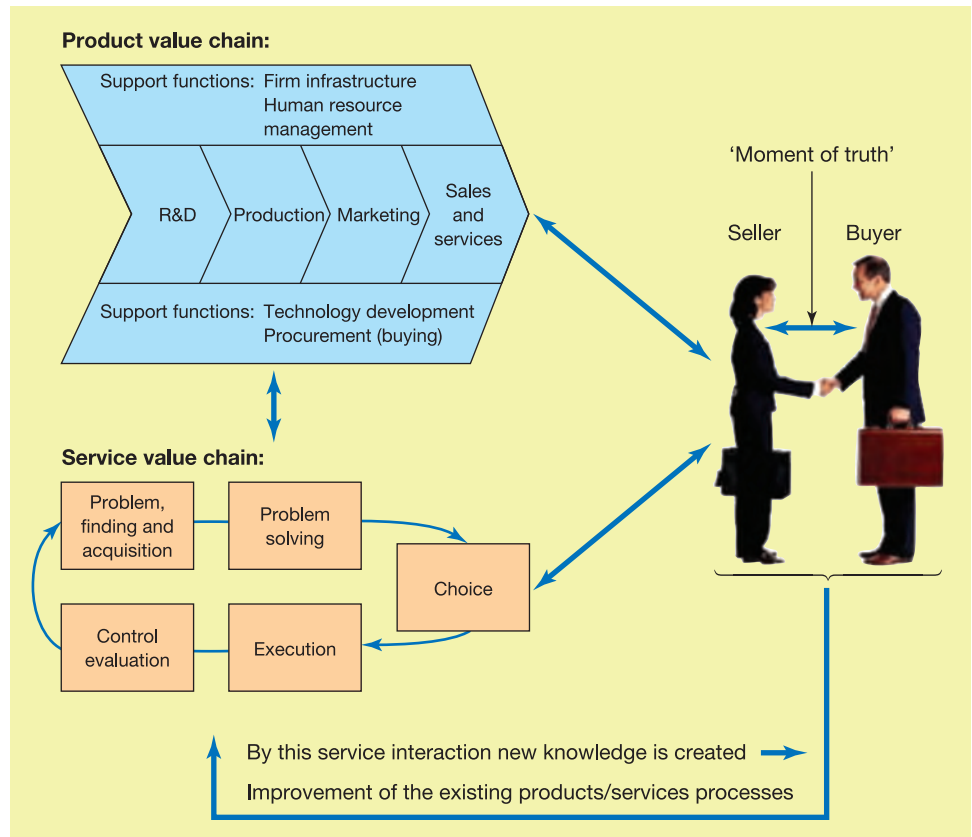 Product value chain:
Support functions: Firm infrastructure
Human resource
management
R&D
Production
Marketing
Sales
and
services
Support functions: Technology development
Procurement (buying)
'Moment of truth'
Seller
Buyer
Service value chain:
Problem,
finding and
acquisition
Problem
solving
Choice
Control
evaluation
Execution
By this service interaction new knowledge is created
Improvement of the existing products/services processes